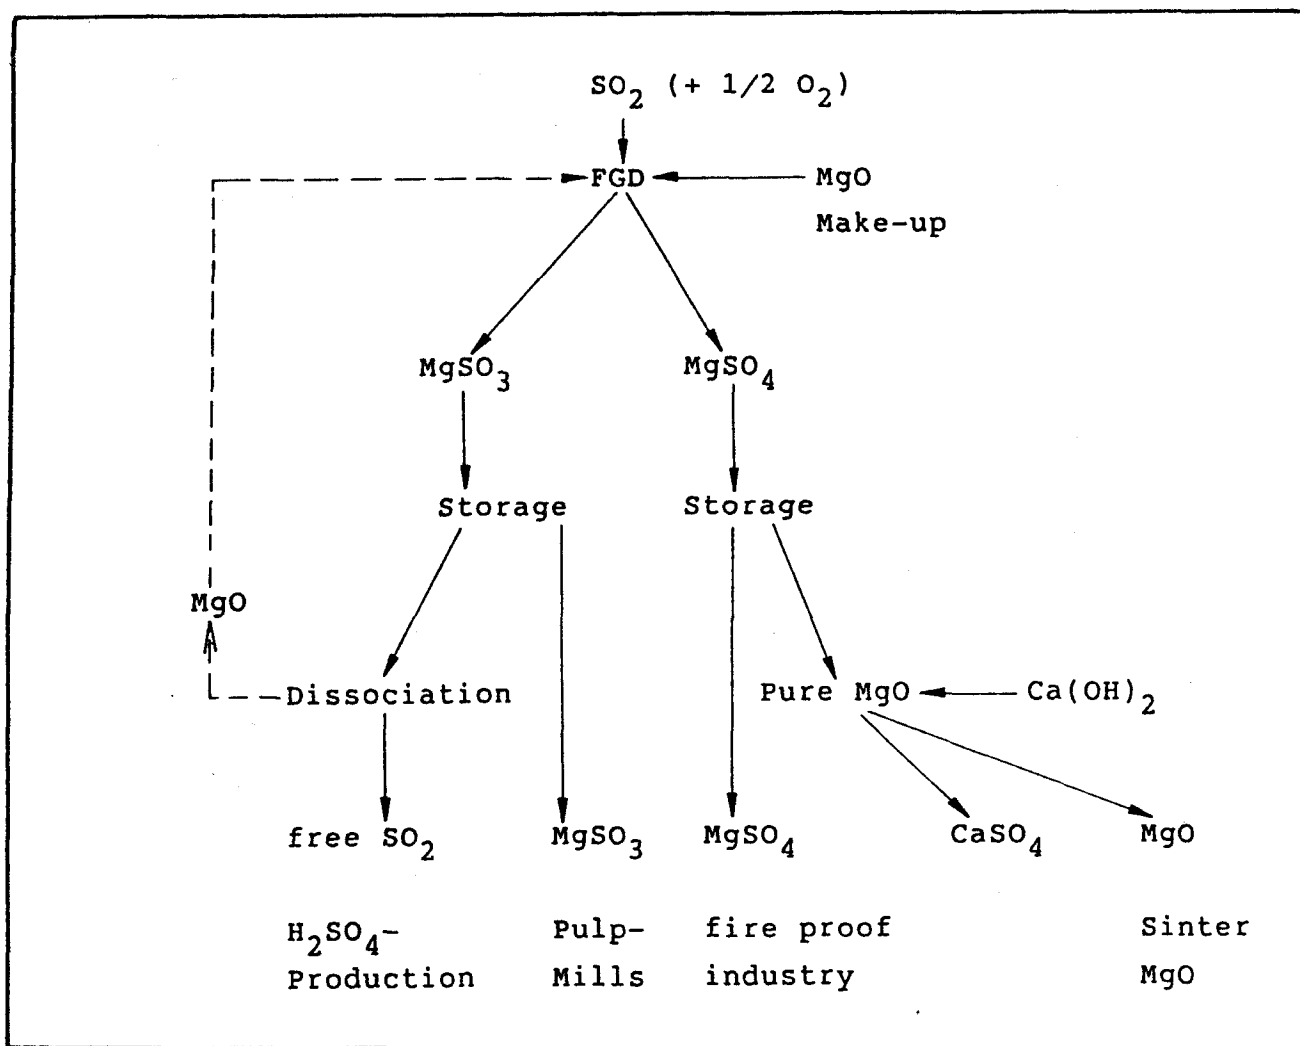 SO2 (+ 1/2 O2)
FGD MgO
Make-up
MgSO3 MgSO4
Storage Storage
MgO
Dissociation Pure MgO Ca(OH)2
free SO2 MgSO3 MgSO4 CaSO4 MgO
H2SO4- Pulp- fire proof Sinter
Production Mills industry MgO